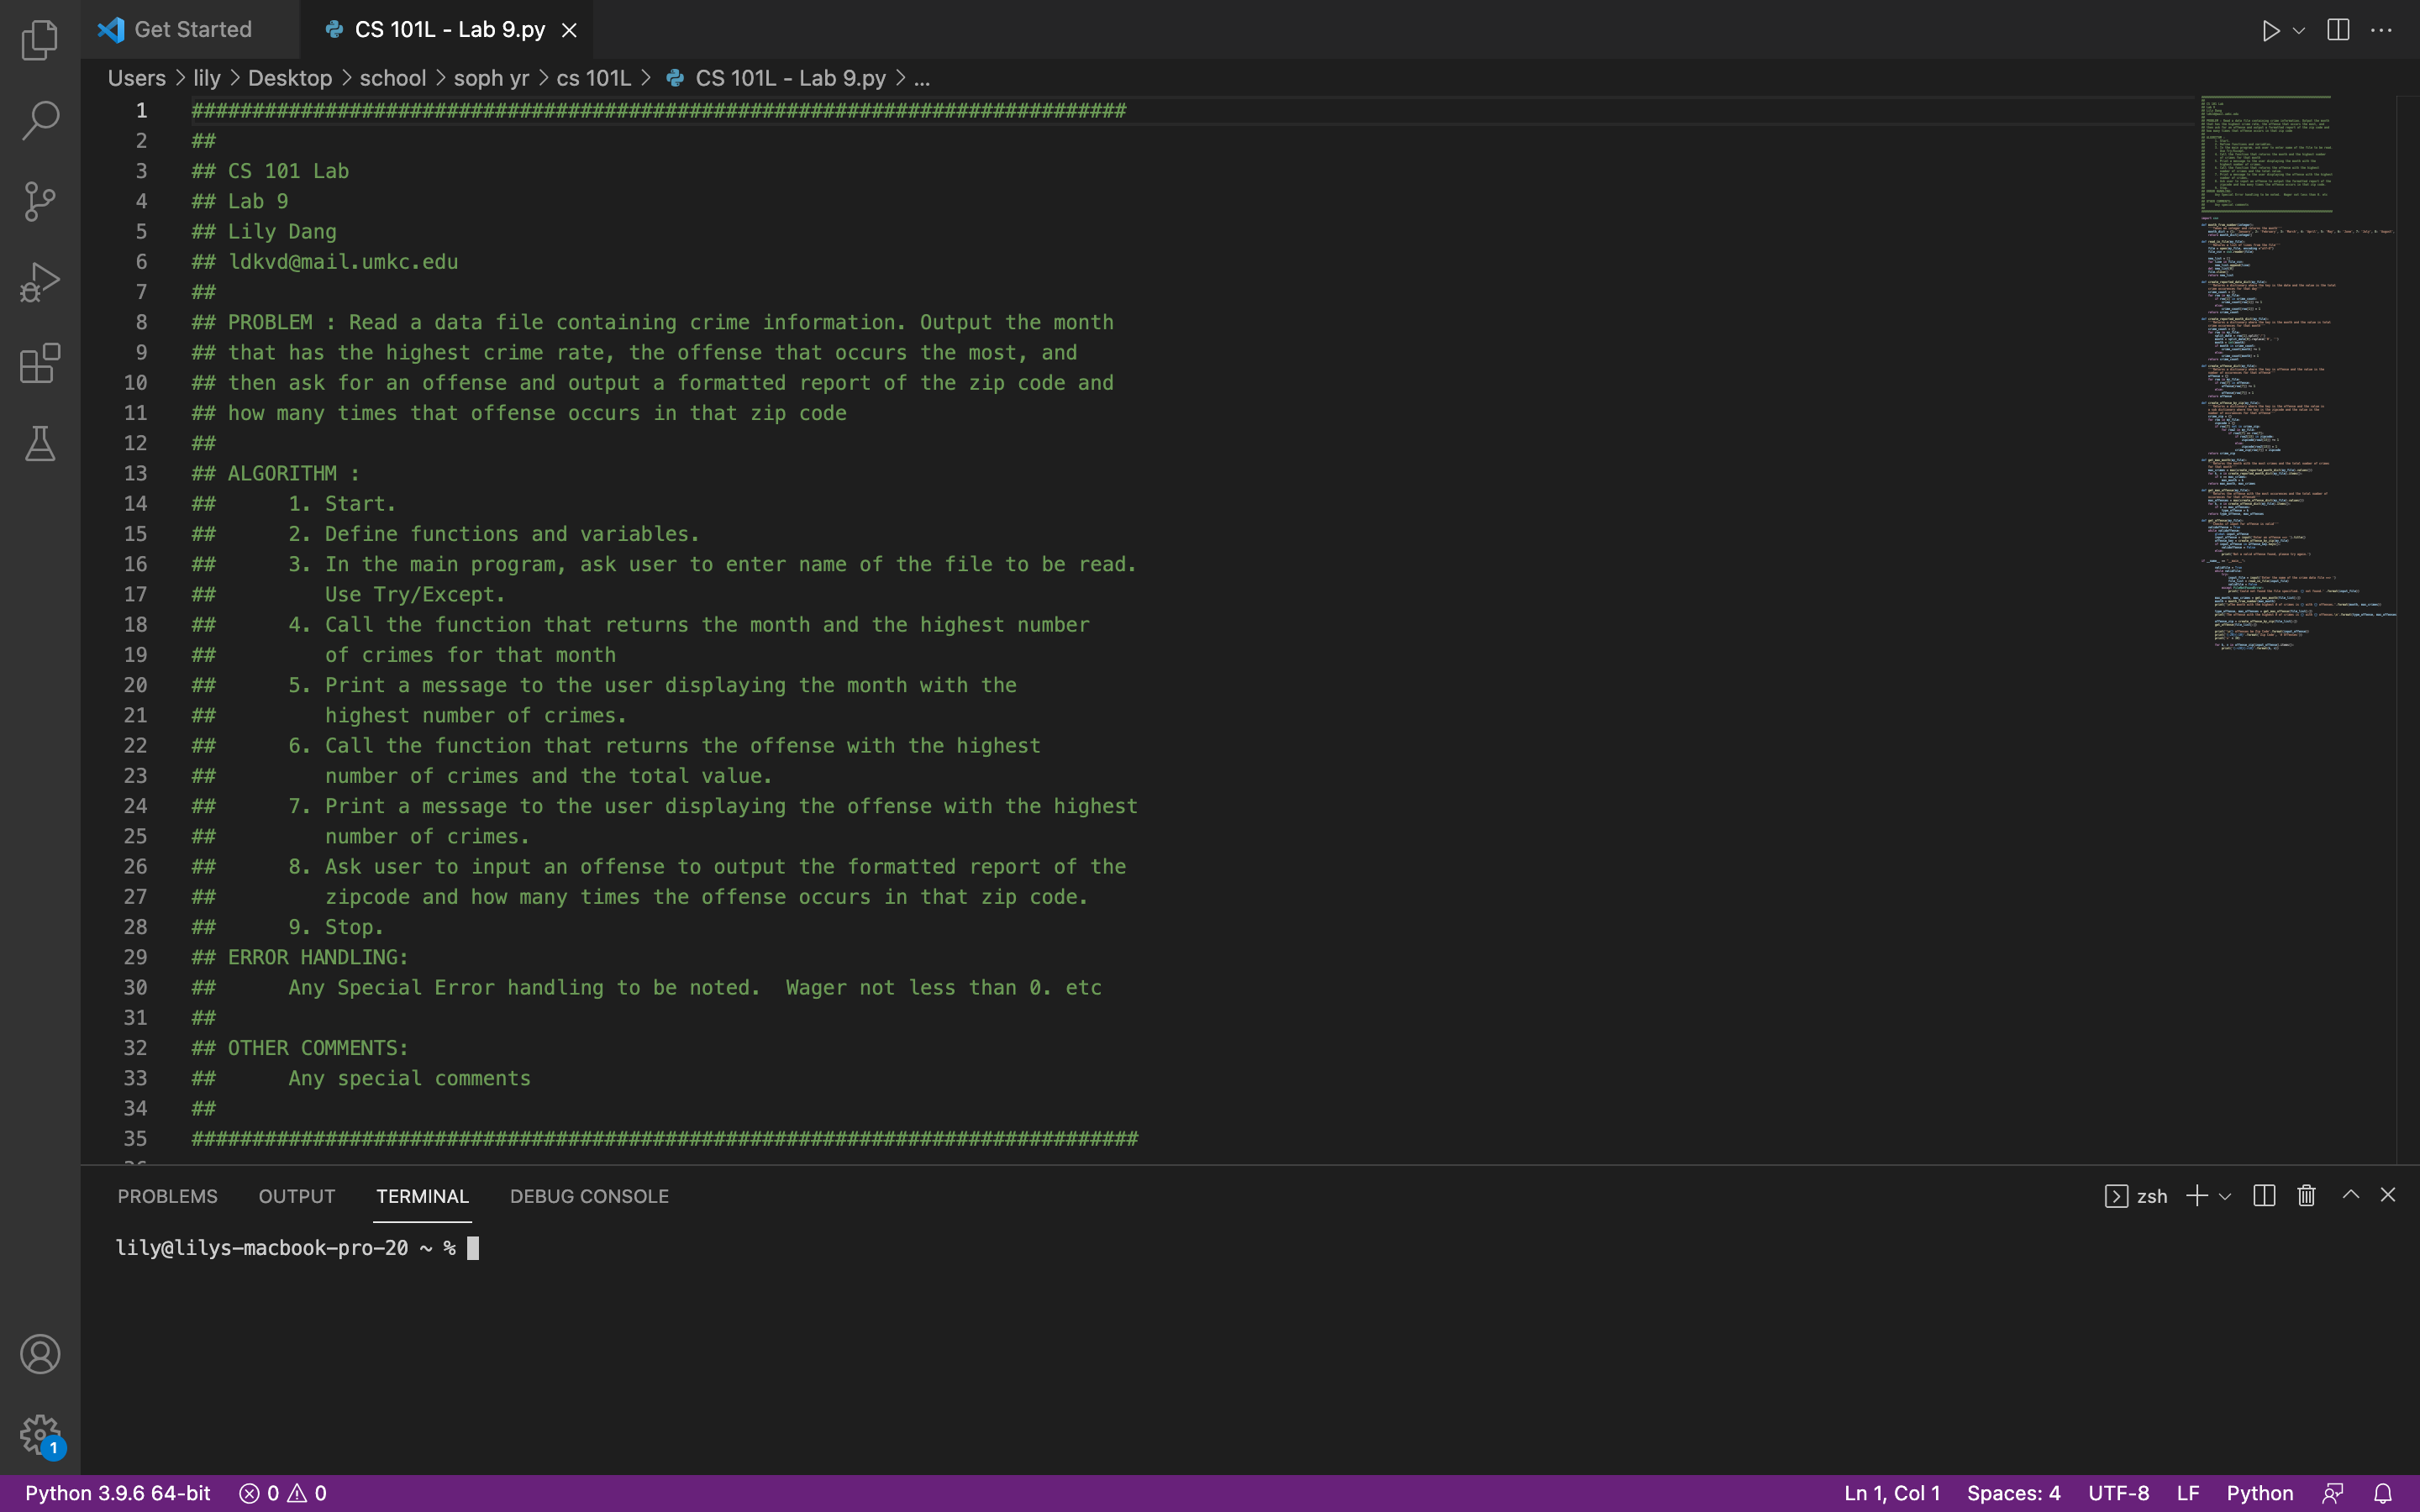 Get Started
CS 101L - Lab 9.py
Users > lily > Desktop > school > soph yr > cs 101L > CS 101L - Lab 9.py > ...
1 #############################################################################
2 ##
3 ## CS 101 Lab
4 ## Lab 9
5 ## Lily Dang
6 ## ldkvd@mail.umkc.edu
7 ##
8 ## PROBLEM : Read a data file containing crime information. Output the month
9 ## that has the highest crime rate, the offense that occurs the most, and
10 ## then ask for an offense and output a formatted report of the zip code and
11 ## how many times that offense occurs in that zip code
12 ##
13 ## ALGORITHM :
14 ##      1. Start.
15 ##      2. Define functions and variables.
16 ##      3. In the main program, ask user to enter name of the file to be read.
17 ##         Use Try/Except.
18 ##      4. Call the function that returns the month and the highest number
19 ##         of crimes for that month
20 ##      5. Print a message to the user displaying the month with the
21 ##         highest number of crimes.
22 ##      6. Call the function that returns the offense with the highest
23 ##         number of crimes and the total value.
24 ##      7. Print a message to the user displaying the offense with the highest
25 ##         number of crimes.
26 ##      8. Ask user to input an offense to output the formatted report of the
27 ##         zipcode and how many times the offense occurs in that zip code.
28 ##      9. Stop.
29 ## ERROR HANDLING:
30 ##      Any Special Error handling to be noted.  Wager not less than 0. etc
31 ##
32 ## OTHER COMMENTS:
33 ##      Any special comments
34 ##
35 ##############################################################################
PROBLEMS OUTPUT TERMINAL DEBUG CONSOLE zsh
lily@lilys-macbook-pro-20 ~ %
1
Python 3.9.6 64-bit 0 0 Ln 1, Col 1 Spaces: 4 UTF-8 LF Python